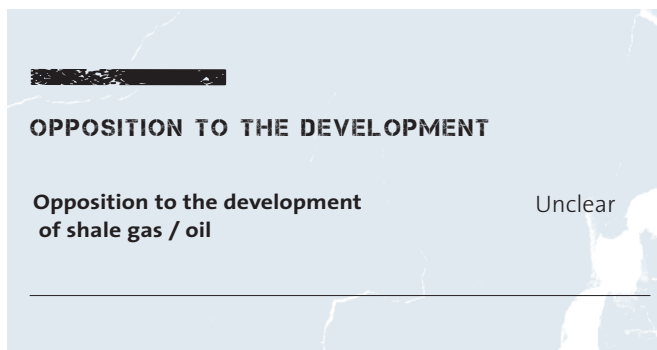 OPPOSITION TO THE DEVELOPMENT
Opposition to the development
of shale gas / oil
Unclear